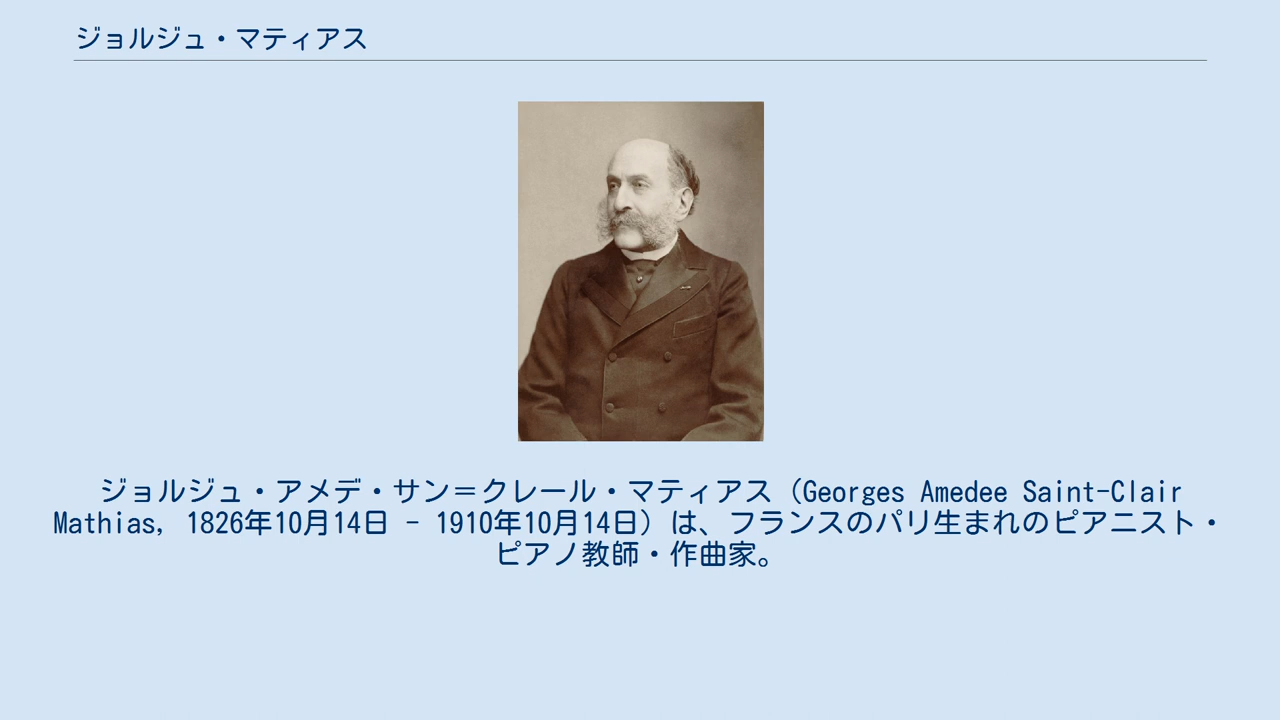 ジョルジュ・マティアス
ジョルジュ・アメデ・サン＝クレール・マティアス（Georges Amedee Saint-Clair
Mathias, 1826年10月14日 - 1910年10月14日）は、フランスのパリ生まれのピアニスト・
ピアノ教師・作曲家。